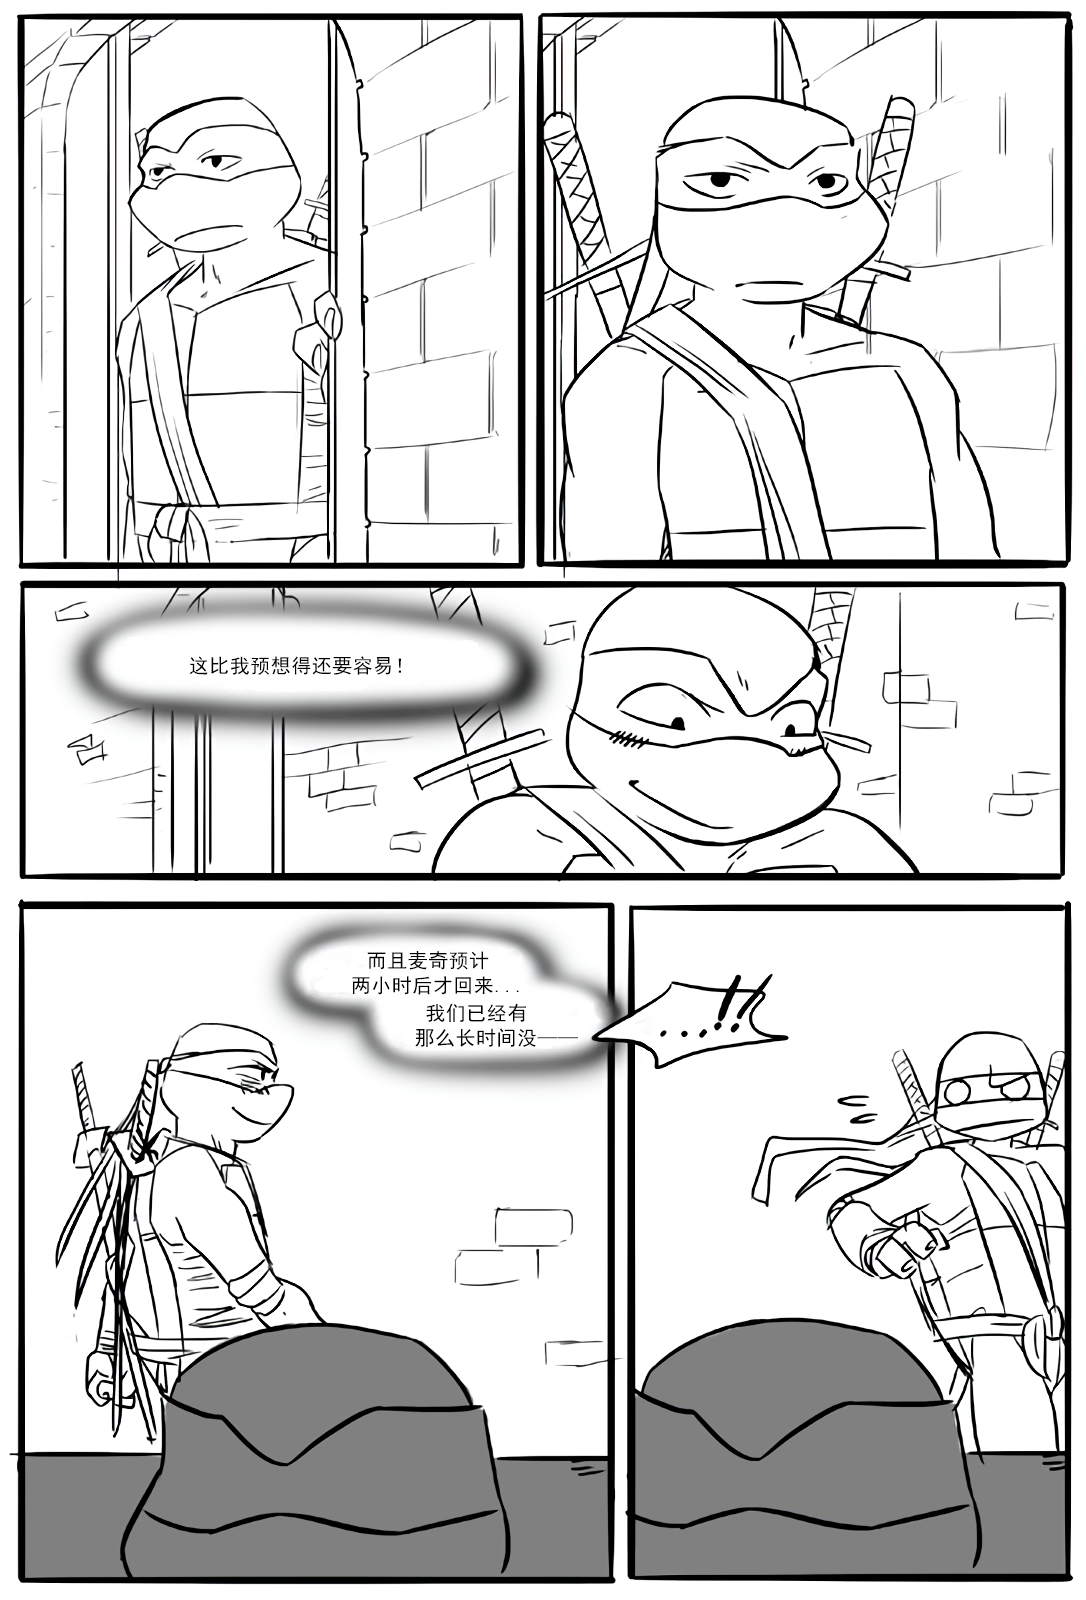 这比我预想得还要容易！
而且麦奇预计
两小时后才回来...
我们已经有
那么长时间没——
....!!